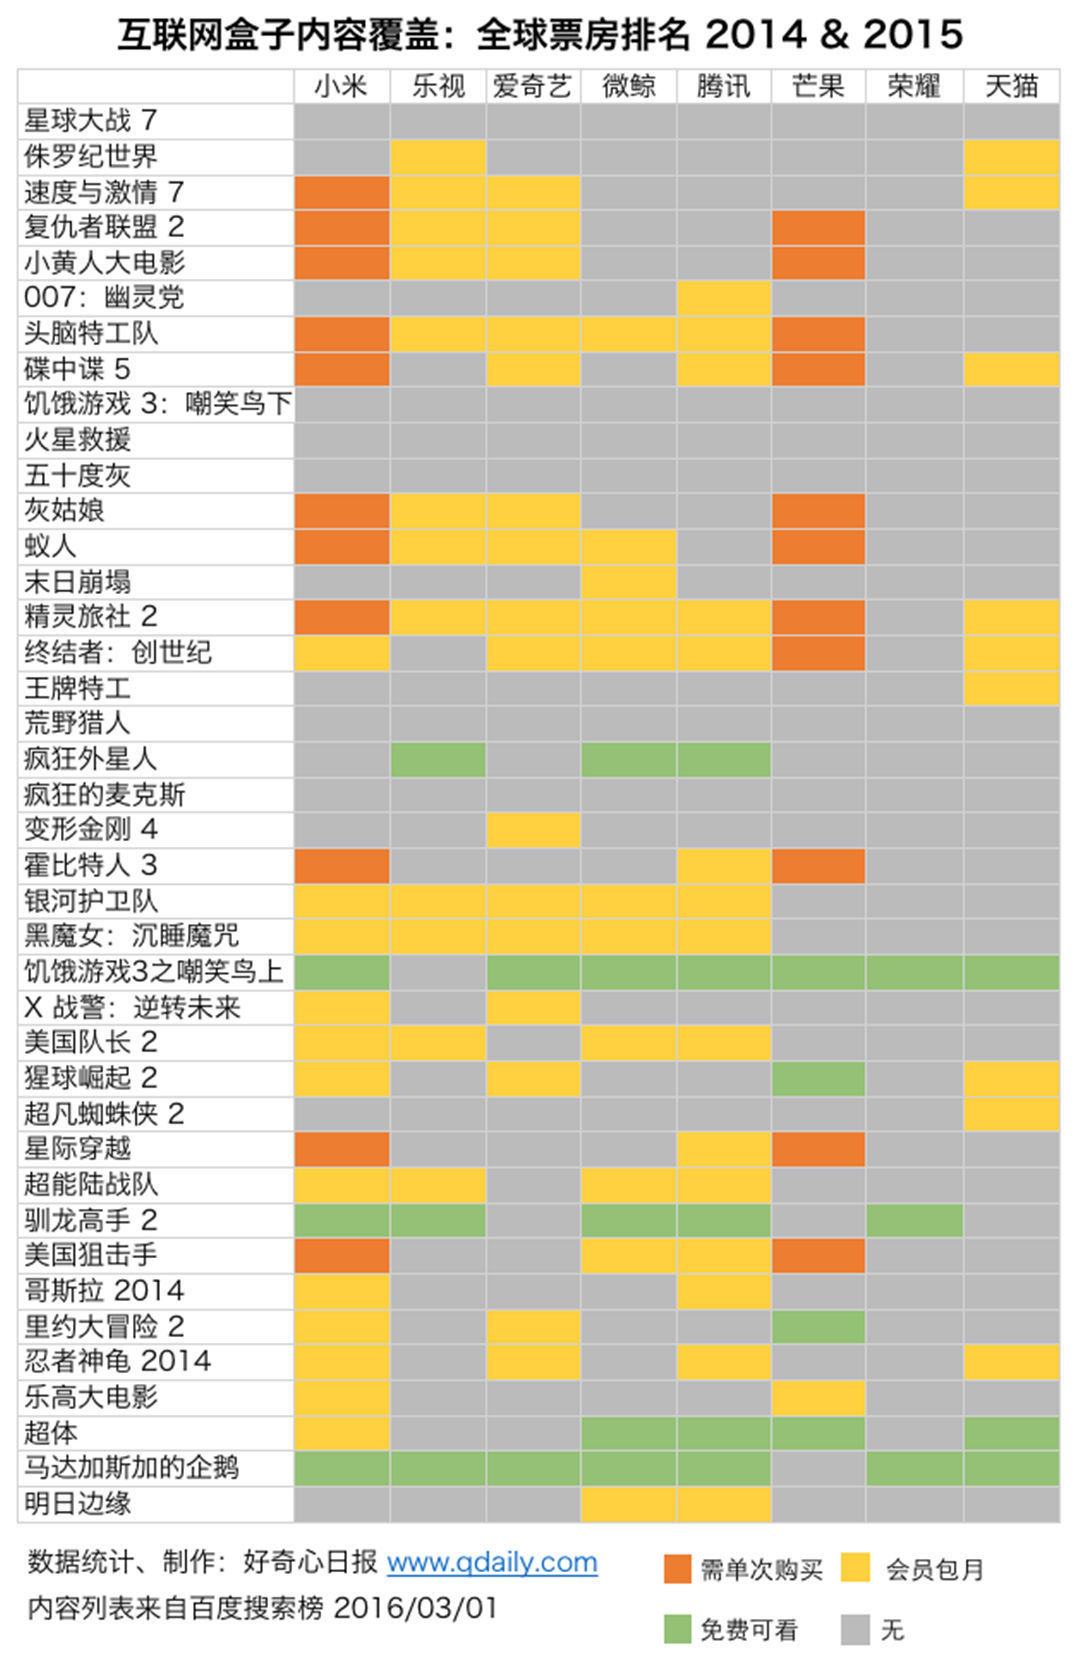 互联网盒子内容覆盖：全球票房排名 2014 & 2015
小米 乐视 爱奇艺 微鲸 腾讯 芒果 荣耀 天猫
星球大战 7
侏罗纪世界
速度与激情 7
复仇者联盟 2
小黄人大电影
007：幽灵党
头脑特工队
碟中谍 5
饥饿游戏 3：嘲笑鸟下
火星救援
五十度灰
灰姑娘
蚁人
末日崩塌
精灵旅社 2
终结者：创世纪
王牌特工
荒野猎人
疯狂外星人
疯狂的麦克斯
变形金刚 4
霍比特人 3
银河护卫队
黑魔女：沉睡魔咒
饥饿游戏3之嘲笑鸟上
X 战警：逆转未来
美国队长 2
猩球崛起 2
超凡蜘蛛侠 2
星际穿越
超能陆战队
驯龙高手 2
美国狙击手
哥斯拉 2014
里约大冒险 2
忍者神龟 2014
乐高大电影
超体
马达加斯加的企鹅
明日边缘
数据统计、制作：好奇心日报 www.qdaily.com
内容列表来自百度搜索榜 2016/03/01
需单次购买 会员包月
免费可看 无